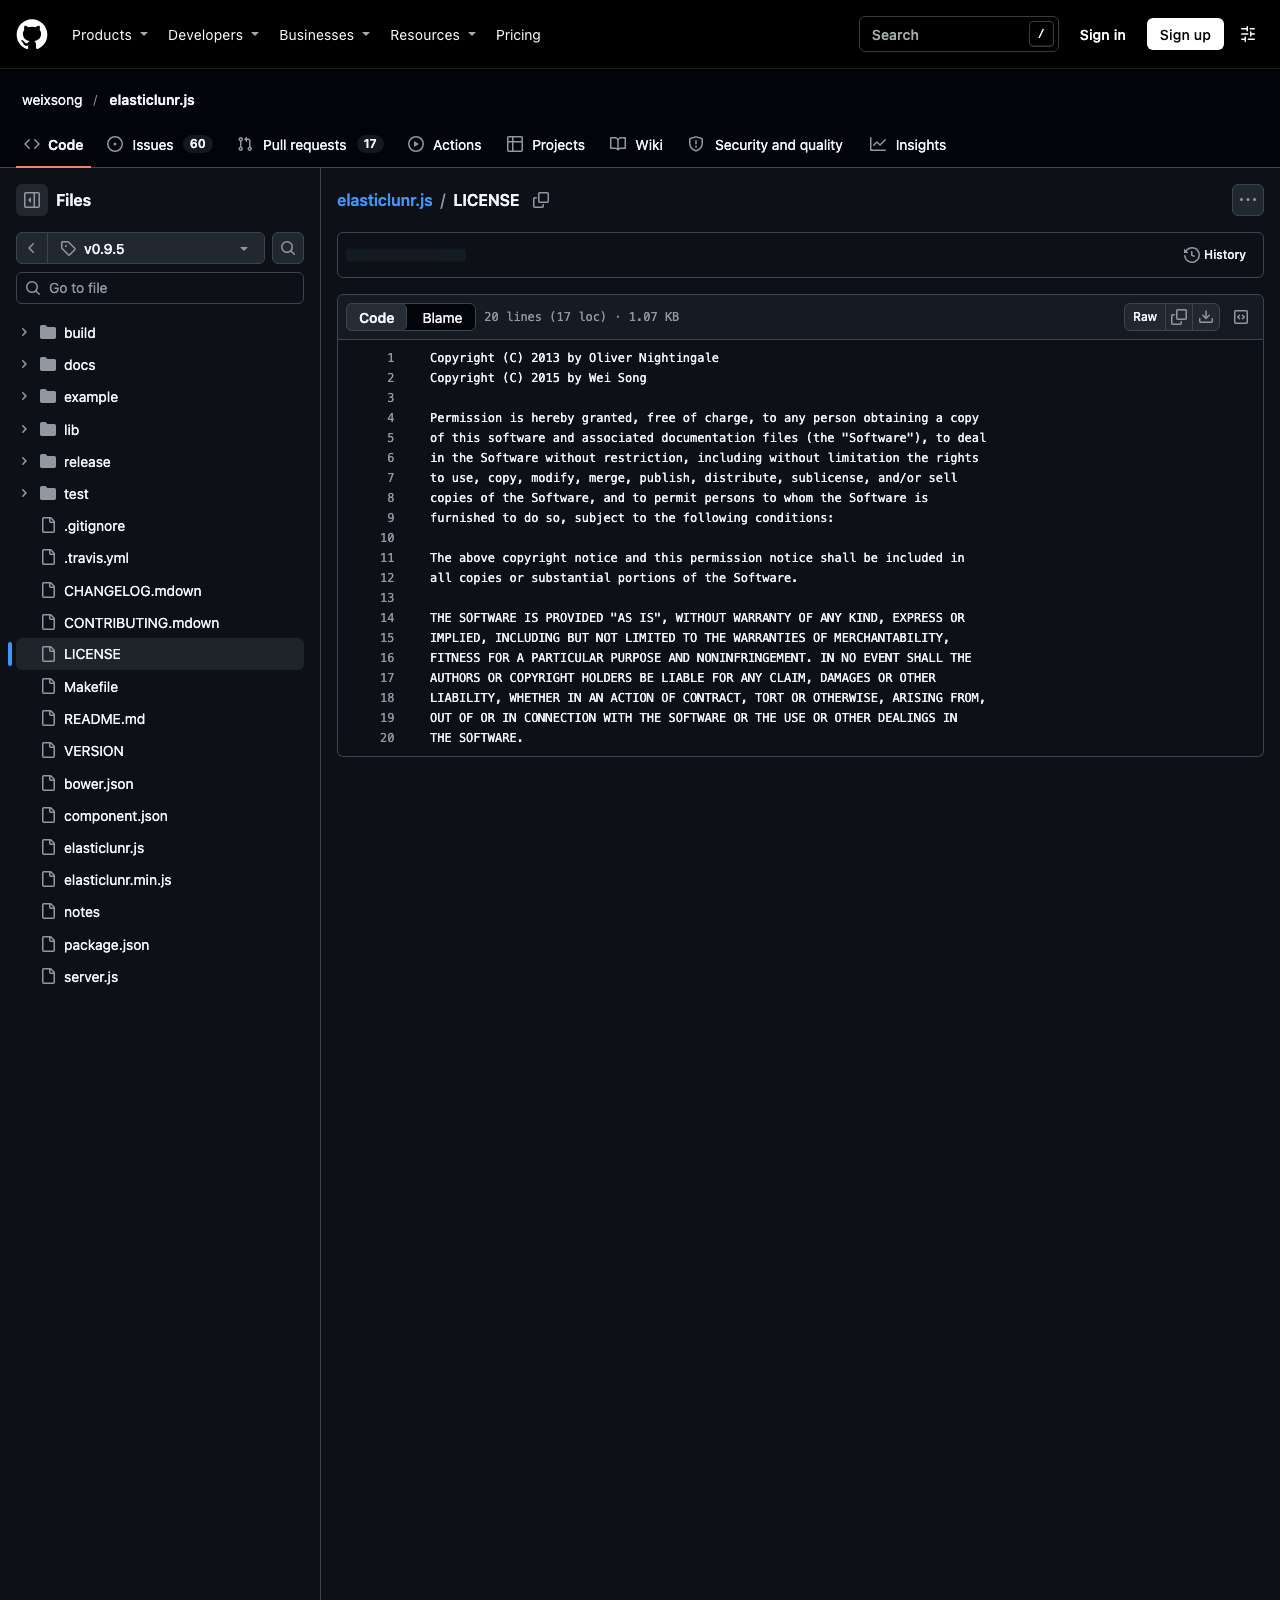 Products
Developers
Businesses
Resources
Pricing
Search
/
Sign in
Sign up
weixsong / elasticlunr.js
Code
Issues 60
Pull requests 17
Actions
Projects
Wiki
Security and quality
Insights
Files
v0.9.5
Go to file
build
docs
example
lib
release
test
.gitignore
.travis.yml
CHANGELOG.mdown
CONTRIBUTING.mdown
LICENSE
Makefile
README.md
VERSION
bower.json
component.json
elasticlunr.js
elasticlunr.min.js
notes
package.json
server.js
elasticlunr.js / LICENSE
History
Code
Blame
20 lines (17 loc) · 1.07 KB
Raw
1 Copyright (C) 2013 by Oliver Nightingale
2 Copyright (C) 2015 by Wei Song
3
4 Permission is hereby granted, free of charge, to any person obtaining a copy
5 of this software and associated documentation files (the "Software"), to deal
6 in the Software without restriction, including without limitation the rights
7 to use, copy, modify, merge, publish, distribute, sublicense, and/or sell
8 copies of the Software, and to permit persons to whom the Software is
9 furnished to do so, subject to the following conditions:
10
11 The above copyright notice and this permission notice shall be included in
12 all copies or substantial portions of the Software.
13
14 THE SOFTWARE IS PROVIDED "AS IS", WITHOUT WARRANTY OF ANY KIND, EXPRESS OR
15 IMPLIED, INCLUDING BUT NOT LIMITED TO THE WARRANTIES OF MERCHANTABILITY,
16 FITNESS FOR A PARTICULAR PURPOSE AND NONINFRINGEMENT. IN NO EVENT SHALL THE
17 AUTHORS OR COPYRIGHT HOLDERS BE LIABLE FOR ANY CLAIM, DAMAGES OR OTHER
18 LIABILITY, WHETHER IN AN ACTION OF CONTRACT, TORT OR OTHERWISE, ARISING FROM,
19 OUT OF OR IN CONNECTION WITH THE SOFTWARE OR THE USE OR OTHER DEALINGS IN
20 THE SOFTWARE.